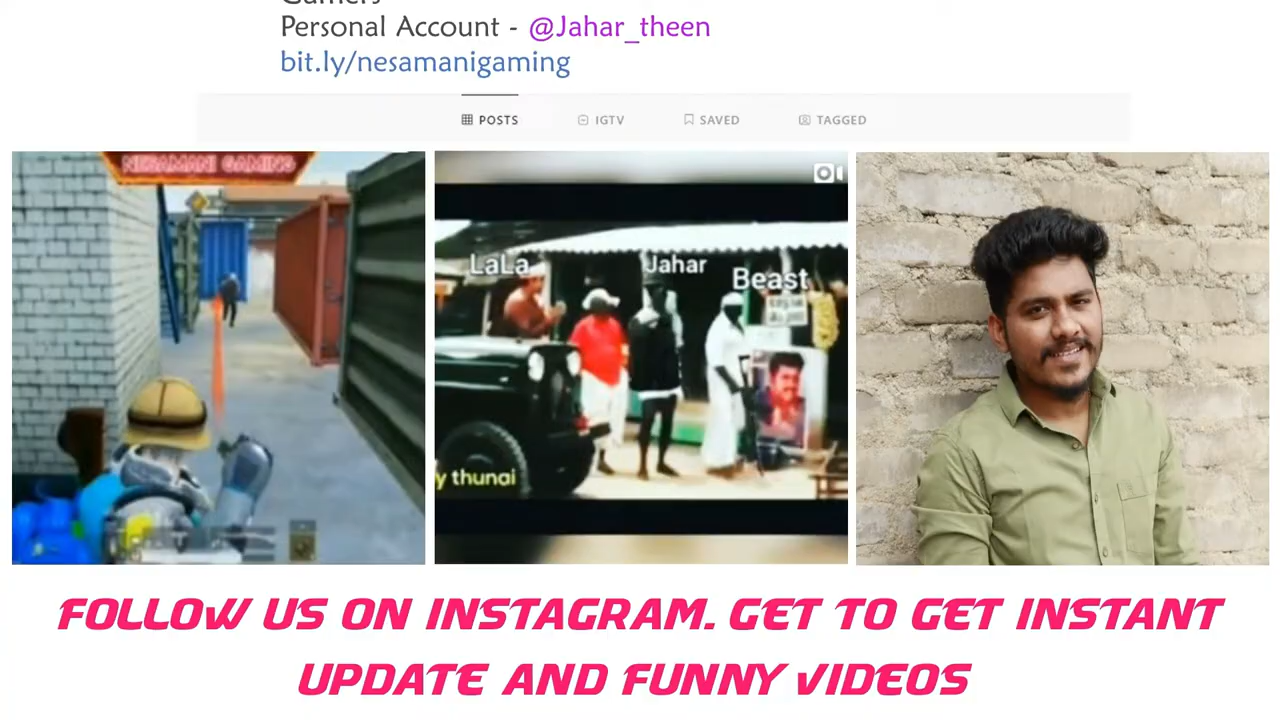 Gamers
Personal Account - @Jahar_theen
bit.ly/nesamanigaming
POSTS
IGTV
SAVED
TAGGED
NESAMANI GAMING
LaLa
Jahar
Beast
y thunai
FOLLOW US ON INSTAGRAM. GET TO GET INSTANT
UPDATE AND FUNNY VIDEOS